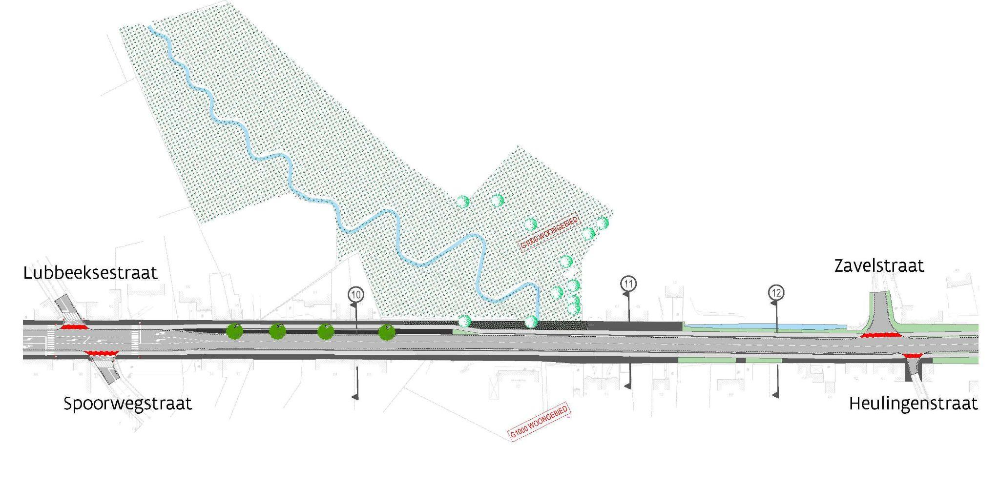 G1000 WOONGEBIED
Lubbeeksestraat
Zavelstraat
10
11
12
Spoorwegstraat
Heulingenstraat
G1000 WOONGEBIED